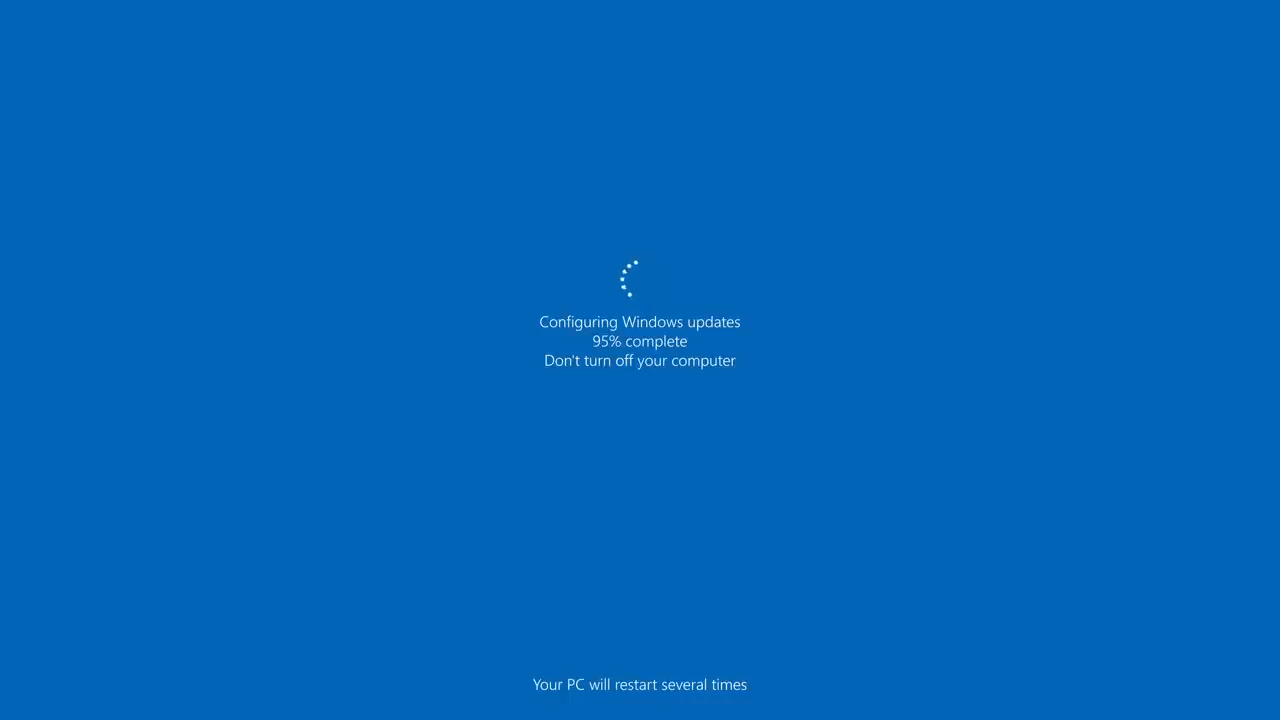 Configuring Windows updates
95% complete
Don't turn off your computer
Your PC will restart several times